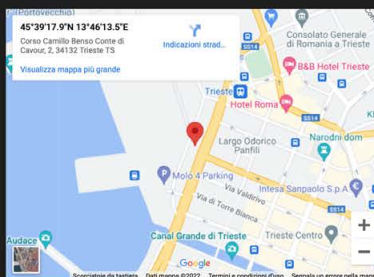 (Portovecchio)
45°39'17.9"N 13°46'13.5"E
Corso Camillo Benso Conte di
Cavour, 2, 34132 Trieste TS
Visualizza mappa più grande
Indicazioni strad...
Consolato Generale
di Romania a Trieste
SS14
B&B Hotel Trieste
Trieste
Hotel Roma
SS14
Largo Odorico
Panfili
Narodni dom
Molo 4 Parking
Via Valdirivo
Intesa Sanpaolo S.p.A
Via di Torre Bianca
SS14
Audace
Canal Grande di Trieste
Trieste Centro
Google
Scorciatoie da tastiera Dati mappa ©2022 Termini e condizioni d'uso Segnala un errore nella mappa